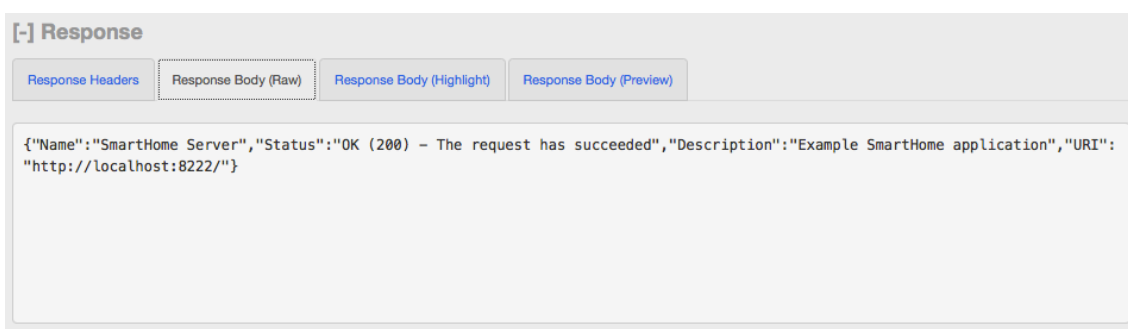 [-] Response
Response Headers
Response Body (Raw)
Response Body (Highlight)
Response Body (Preview)
{"Name":"SmartHome Server","Status":"OK (200) – The request has succeeded","Description":"Example SmartHome application","URI":
"http://localhost:8222/"}